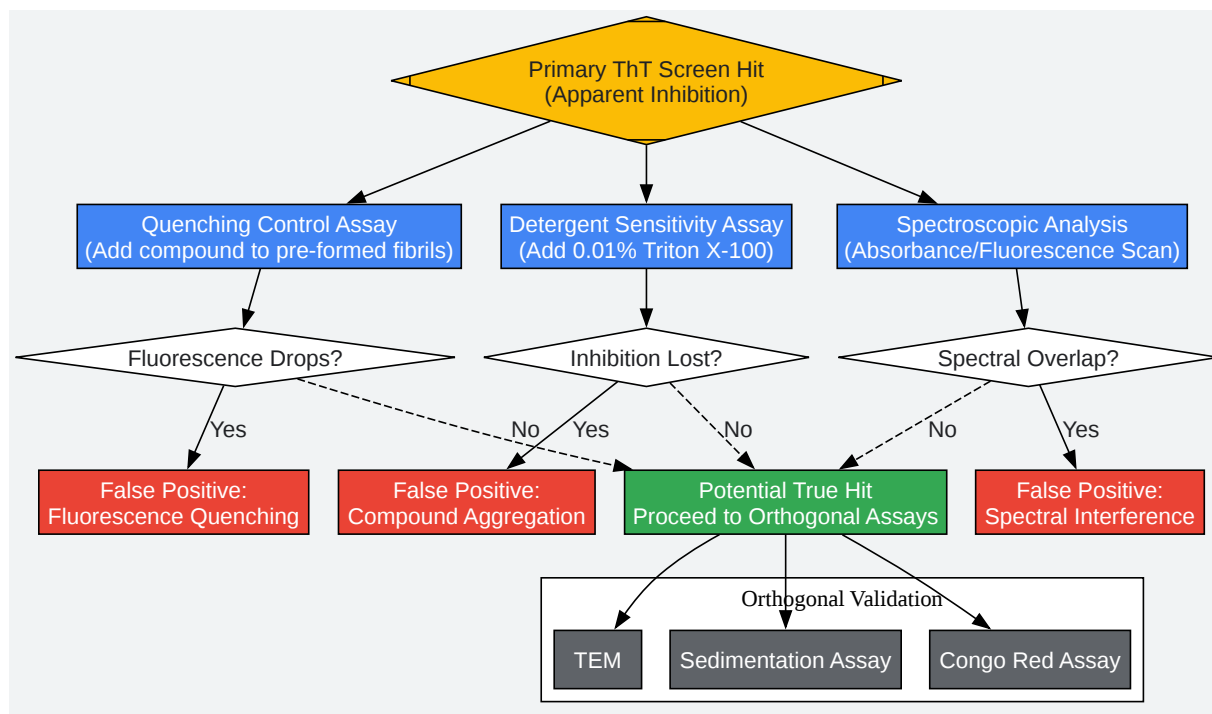 Primary ThT Screen Hit
(Apparent Inhibition)
Quenching Control Assay
(Add compound to pre-formed fibrils)
Detergent Sensitivity Assay
(Add 0.01% Triton X-100)
Spectroscopic Analysis
(Absorbance/Fluorescence Scan)
Fluorescence Drops?
Inhibition Lost?
Spectral Overlap?
Yes
No
Yes
No
No
Yes
False Positive:
Fluorescence Quenching
False Positive:
Compound Aggregation
Potential True Hit
Proceed to Orthogonal Assays
False Positive:
Spectral Interference
Orthogonal Validation
TEM
Sedimentation Assay
Congo Red Assay